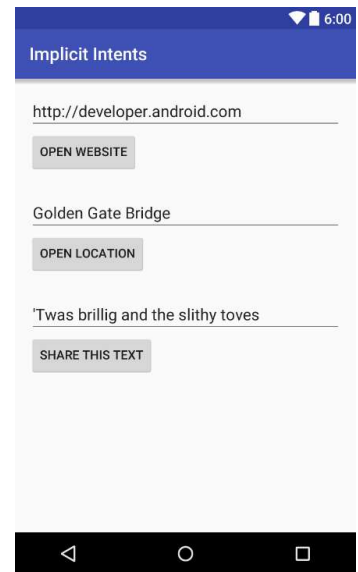 6:00
Implicit Intents
http://developer.android.com
OPEN WEBSITE
Golden Gate Bridge
OPEN LOCATION
'Twas brillig and the slithy toves
SHARE THIS TEXT